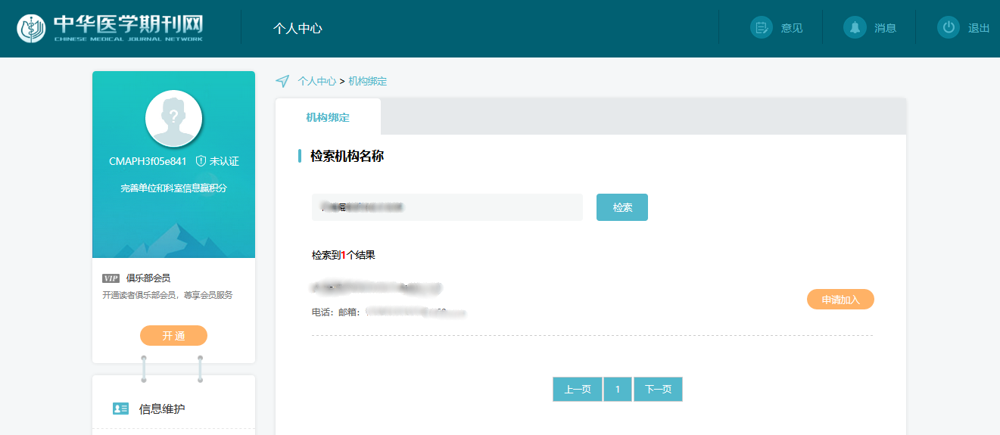 中华医学期刊网
CHINESE MEDICAL JOURNAL NETWORK
个人中心
意见
消息
退出
个人中心 > 机构绑定
机构绑定
?
CMAPH3f05e841 未认证
完善单位和科室信息赢积分
检索机构名称
检索
检索到1个结果
申请加入
电话：邮箱：
VIP 俱乐部会员
开通读者俱乐部会员，尊享会员服务
开通
上一页 1 下一页
信息维护